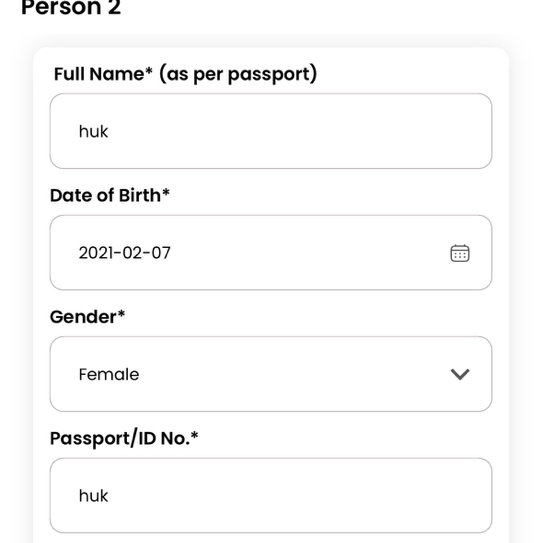 Person 2
Full Name* (as per passport)
huk
Date of Birth*
2021-02-07
Gender*
Female
Passport/ID No.*
huk